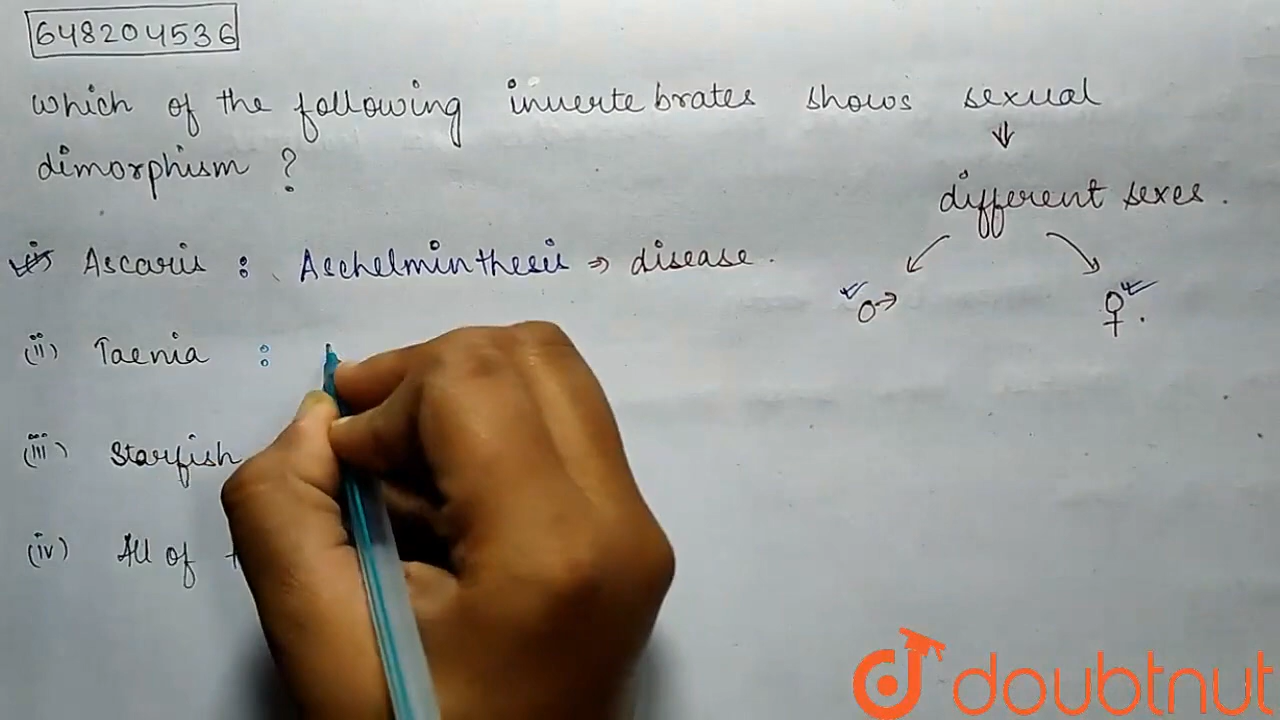 648204536
Which of the following invertebrates shows sexual
dimorphism ?
⇓
different sexes.
♂ ♀.
(i) Ascaris : Aschelminthesis ⇒ disease.
(ii) Taenia :
(iii) Starfish
(iv) All of
doubtnut